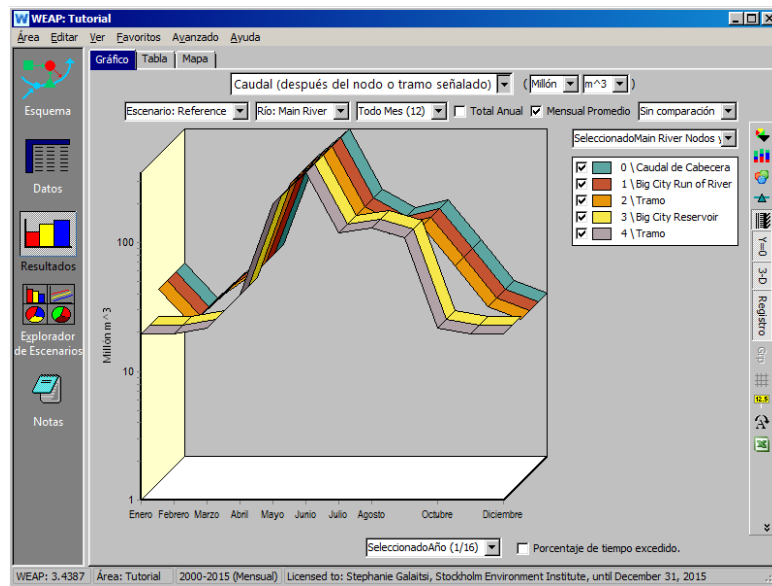 WEAP: Tutorial
Área Editar Ver Favoritos Avanzado Ayuda
Gráfico Tabla Mapa
Caudal (después del nodo o tramo señalado) ( Millón m^3 )
Escenario: Reference Río: Main River Todo Mes (12) Total Anual Mensual Promedio Sin comparación
SeleccionadoMain River Nodos y
0 \ Caudal de Cabecera
1 \ Big City Run of River
2 \ Tramo
3 \ Big City Reservoir
4 \ Tramo
Esquema
Datos
Resultados
Explorador
de Escenarios
Notas
Millón m^3
100
10
1
Enero Febrero Marzo Abril Mayo Junio Julio Agosto Octubre Diciembre
Y=0
3-D
Registro
Grp
12.5
A
SeleccionadoAño (1/16) Porcentaje de tiempo excedido.
WEAP: 3.4387 Área: Tutorial 2000-2015 (Mensual) Licensed to: Stephanie Galaitsi, Stockholm Environment Institute, until December 31, 2015